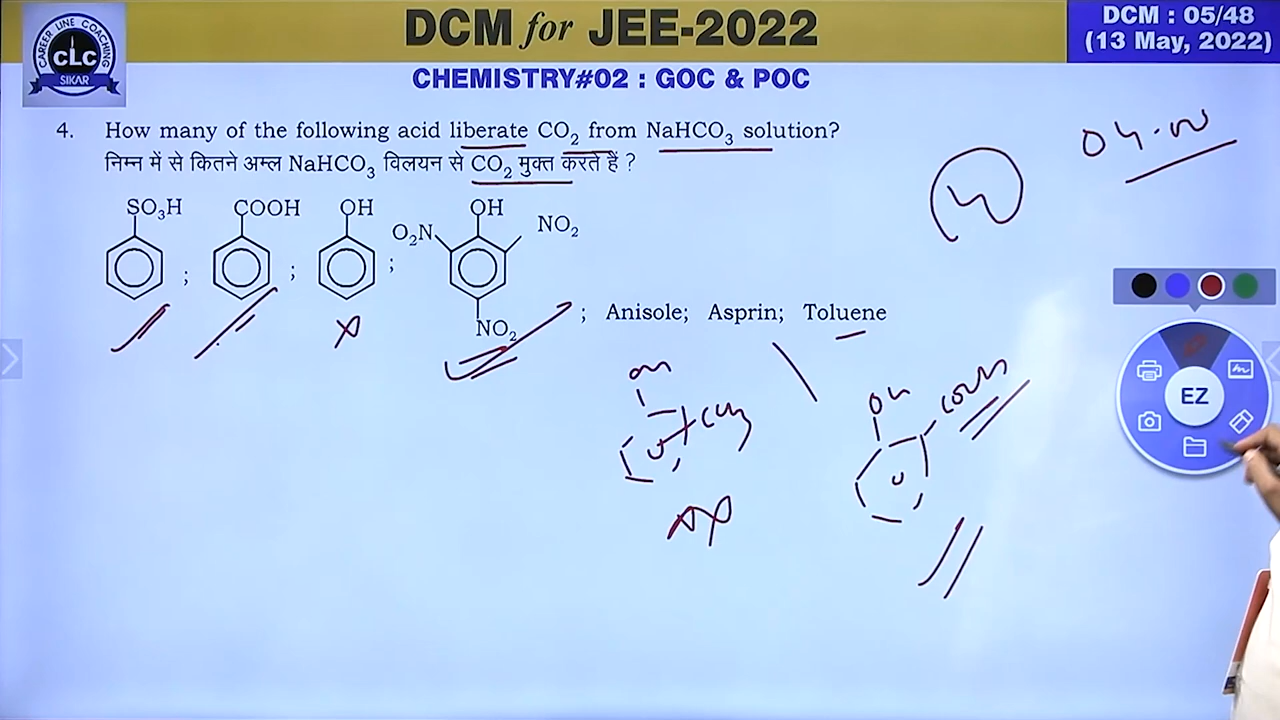 CAREER LINE COACHING
CLC
SIKAR
DCM for JEE-2022
DCM : 05/48
(13 May, 2022)
CHEMISTRY#02 : GOC & POC
4. How many of the following acid liberate CO₂ from NaHCO₃ solution?
निम्न में से कितने अम्ल NaHCO₃ विलयन से CO₂ मुक्त करते हैं ?
04.00
4
SO₃H
COOH
OH
OH
O₂N
NO₂
; ; ;
NO₂
; Anisole; Asprin; Toluene
OH
OH
COOH
EZ